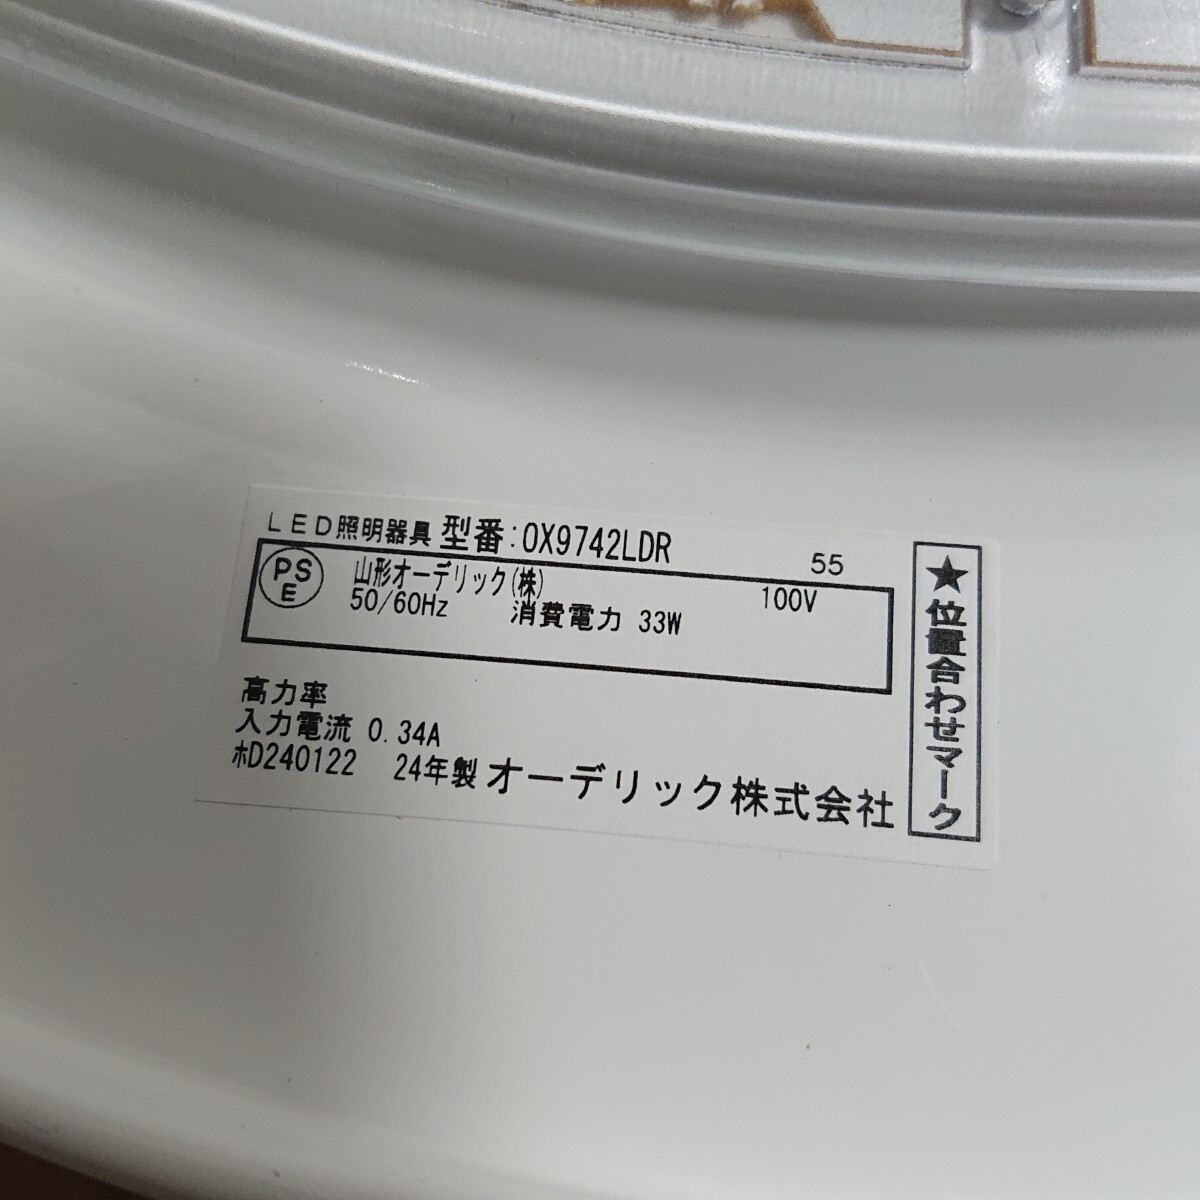 LED照明器具 型番:OX9742LDR 55
PSE 山形オーデリック(株) 100V
50/60Hz 消費電力 33W
高力率
入力電流 0.34A
ホD240122 24年製 オーデリック株式会社
★位置合わせマーク